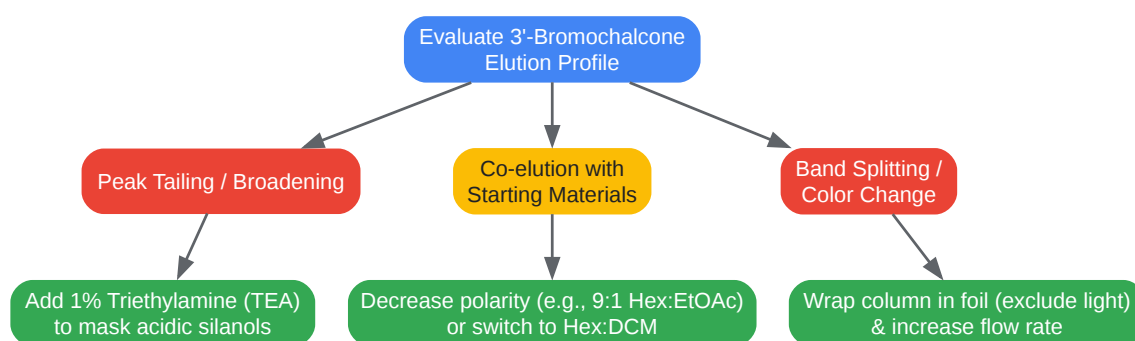 Evaluate 3'-Bromochalcone
Elution Profile
Peak Tailing / Broadening
Co-elution with
Starting Materials
Band Splitting /
Color Change
Add 1% Triethylamine (TEA)
to mask acidic silanols
Decrease polarity (e.g., 9:1 Hex:EtOAc)
or switch to Hex:DCM
Wrap column in foil (exclude light)
& increase flow rate